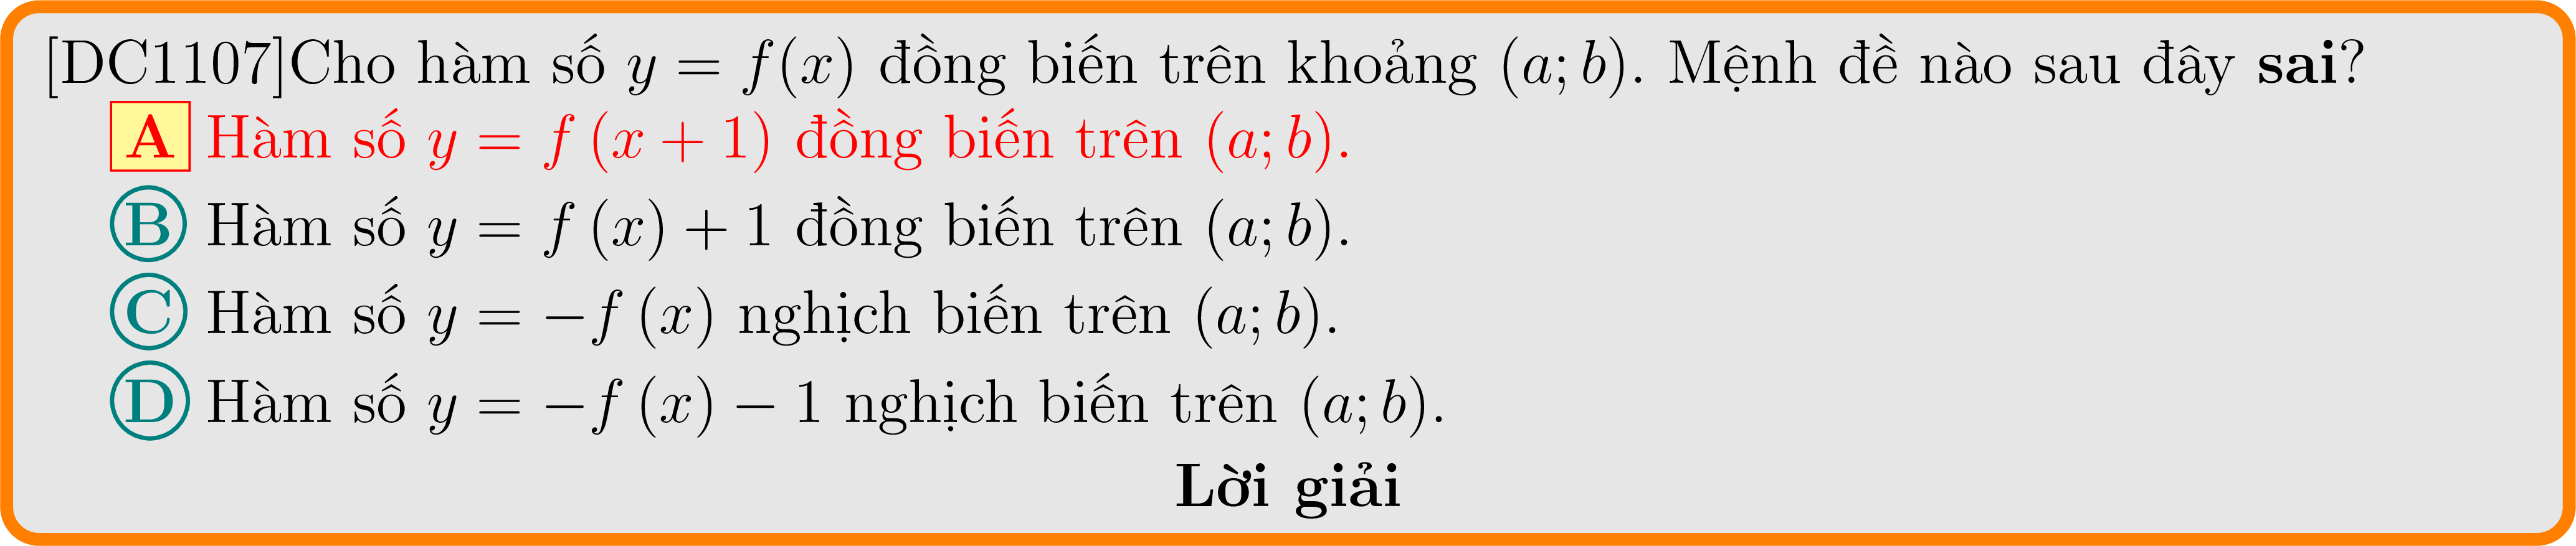 [DC1107]Cho hàm số y = f(x) đồng biến trên khoảng (a; b). Mệnh đề nào sau đây sai?
A Hàm số y = f (x + 1) đồng biến trên (a; b).
B Hàm số y = f (x) + 1 đồng biến trên (a; b).
C Hàm số y = −f (x) nghịch biến trên (a; b).
D Hàm số y = −f (x) − 1 nghịch biến trên (a; b).
Lời giải